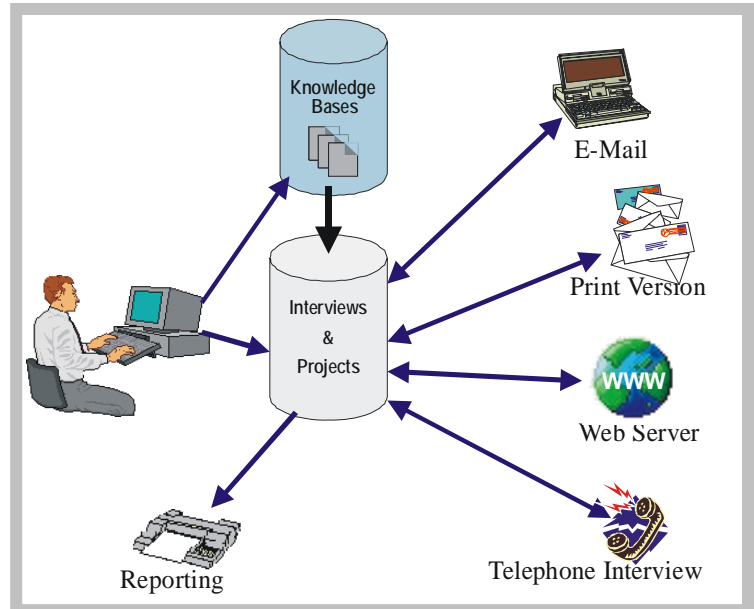 Knowledge
Bases
E-Mail
Print Version
Interviews
&
Projects
WWW
Web Server
Reporting
Telephone Interview